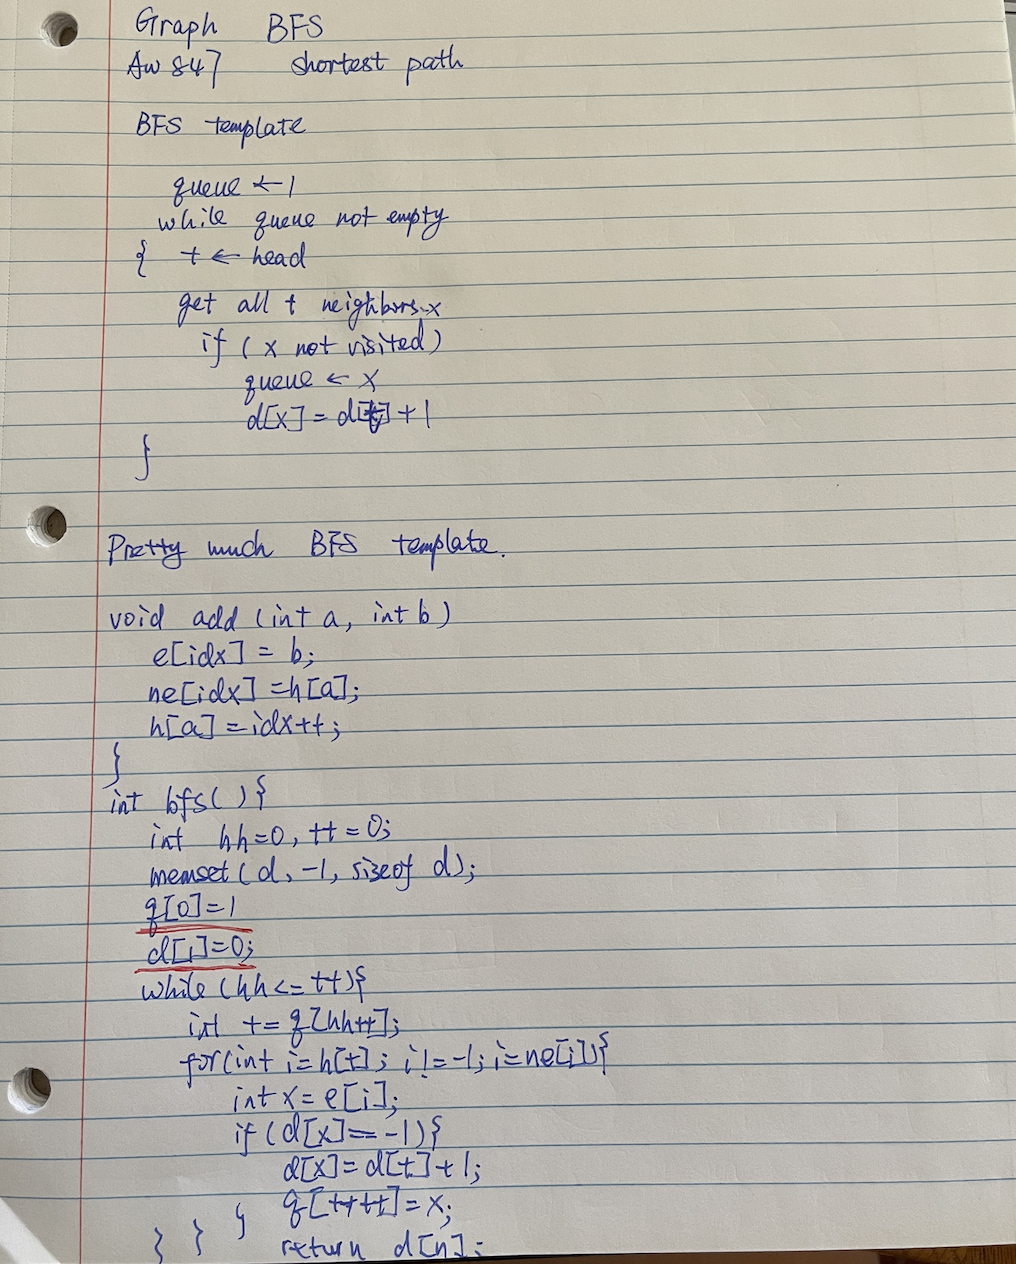 Graph BFS
Aw 847 shortest path
BFS template
queue ← 1
while queue not empty
{ t ← head
get all t neighbors x
if (x not visited)
queue ← x
d[x] = d[t] + 1
}
Pretty much BFS template.
void add (int a, int b)
e[idx] = b;
ne[idx] = h[a];
h[a] = idx++;
}
int bfs() {
int hh=0, tt=0;
memset(d, -1, sizeof d);
q[0]=1
d[1]=0;
while (hh<=tt){
int t= q[hh++];
for(int i=h[t]; i!=-1; i=ne[i]){
int x= e[i];
if (d[x]==-1){
d[x]= d[t]+1;
q[++tt]=x;
} } }
return d[n];